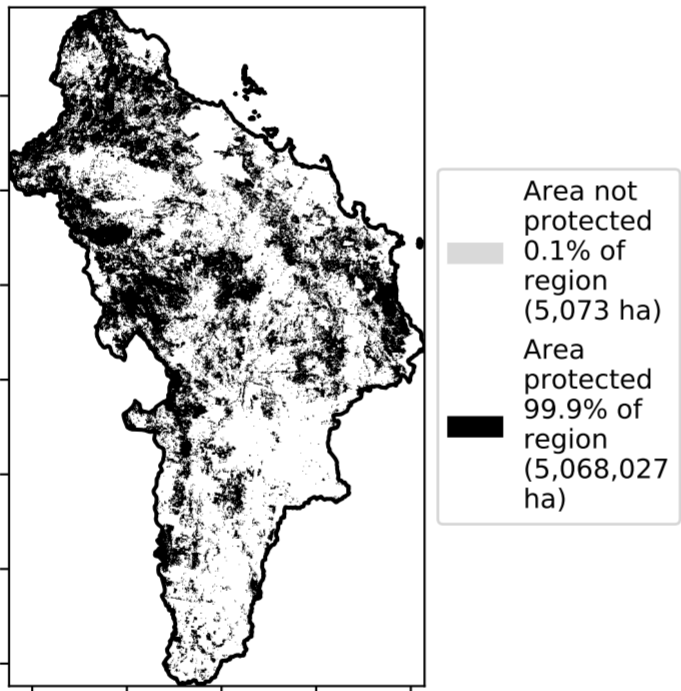 Area not
protected
0.1% of
region
(5,073 ha)
Area
protected
99.9% of
region
(5,068,027
ha)